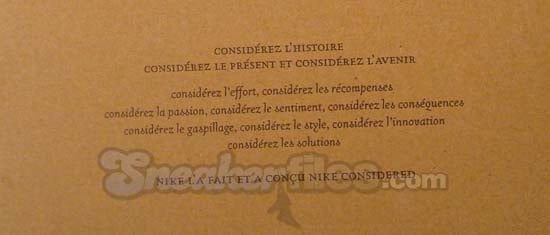 CONSIDÉREZ L'HISTOIRE
CONSIDÉREZ LE PRÉSENT ET CONSIDÉREZ L'AVENIR
considérez l'effort, considérez les récompenses
considérez la passion, considérez le sentiment, considérez les conséquences
considérez le gaspillage, considérez le style, considérez l'innovation
considérez les solutions
Sneakerfiles.com
NIKE L'A FAIT ET A CONÇU NIKE CONSIDERED